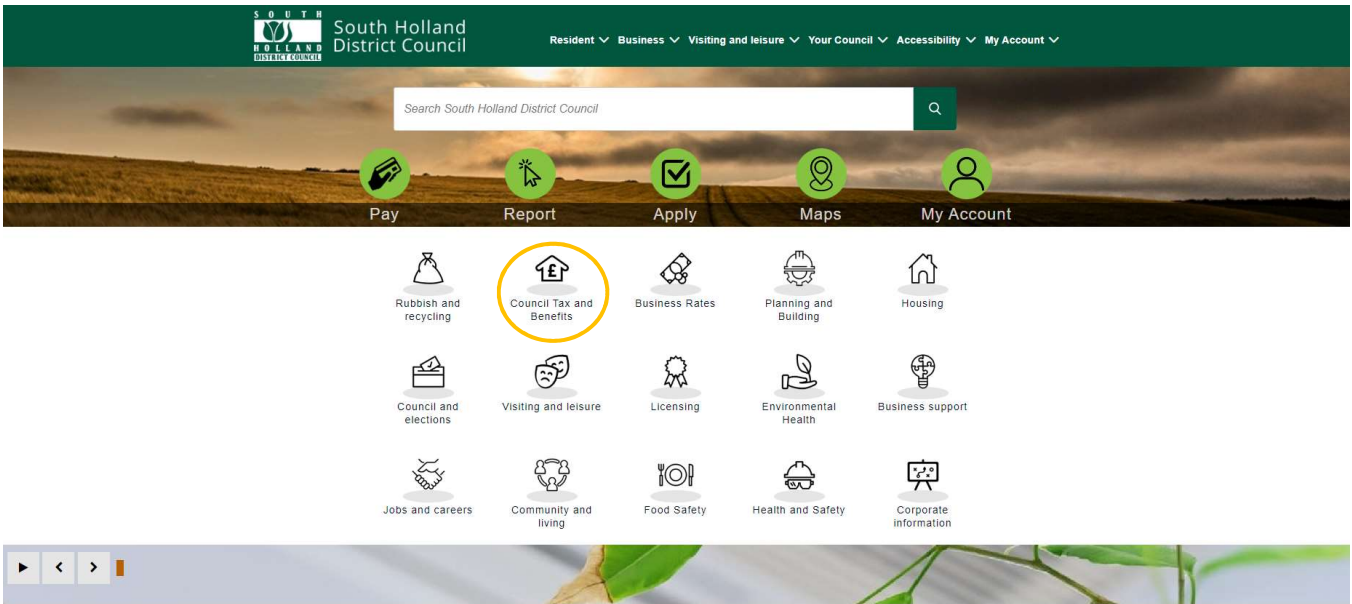 SOUTH
HOLLAND
DISTRICT COUNCIL
South Holland
District Council
Resident Business Visiting and leisure Your Council Accessibility My Account
Search South Holland District Council
Pay Report Apply Maps My Account
Rubbish and
recycling
Council Tax and
Benefits
Business Rates
Planning and
Building
Housing
Council and
elections
Visiting and leisure
Licensing
Environmental
Health
Business support
Jobs and careers
Community and
living
Food Safety
Health and Safety
Corporate
information